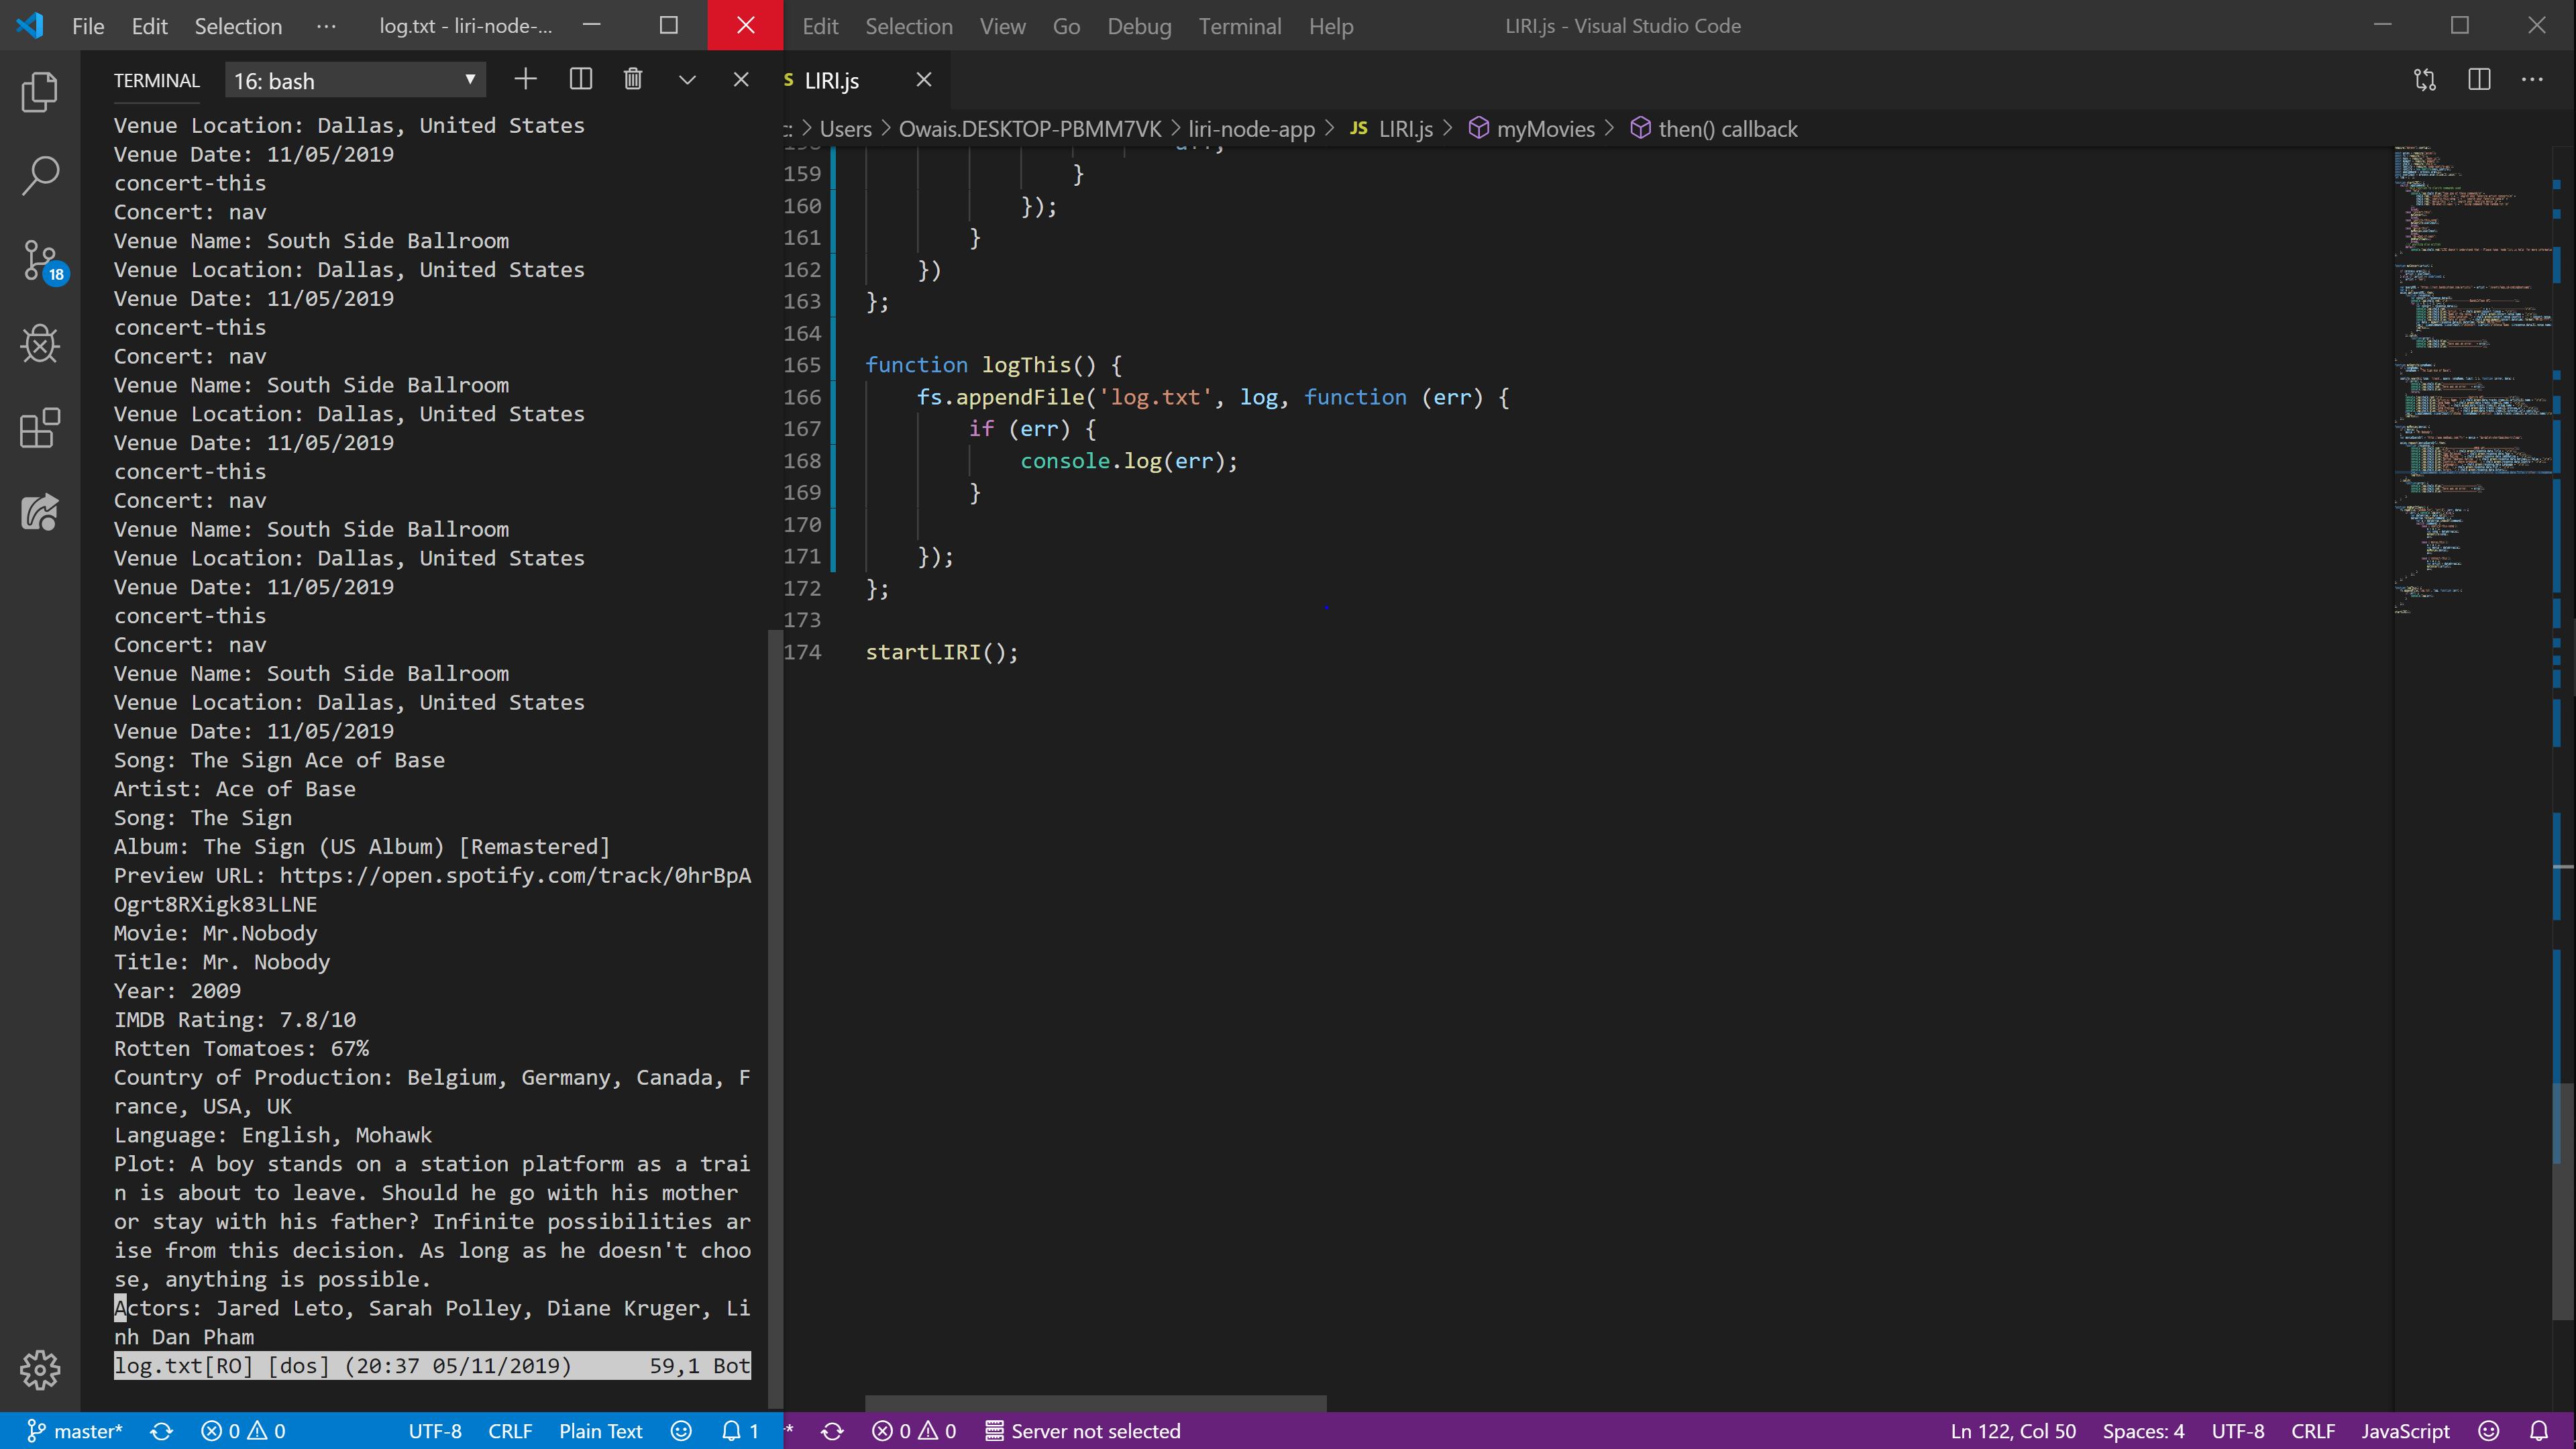 File Edit Selection ··· log.txt - liri-node-...
TERMINAL 16: bash
Venue Location: Dallas, United States
Venue Date: 11/05/2019
concert-this
Concert: nav
Venue Name: South Side Ballroom
Venue Location: Dallas, United States
Venue Date: 11/05/2019
concert-this
Concert: nav
Venue Name: South Side Ballroom
Venue Location: Dallas, United States
Venue Date: 11/05/2019
concert-this
Concert: nav
Venue Name: South Side Ballroom
Venue Location: Dallas, United States
Venue Date: 11/05/2019
concert-this
Concert: nav
Venue Name: South Side Ballroom
Venue Location: Dallas, United States
Venue Date: 11/05/2019
Song: The Sign Ace of Base
Artist: Ace of Base
Song: The Sign
Album: The Sign (US Album) [Remastered]
Preview URL: https://open.spotify.com/track/0hrBpA
Ogrt8RXigk83LLNE
Movie: Mr.Nobody
Title: Mr. Nobody
Year: 2009
IMDB Rating: 7.8/10
Rotten Tomatoes: 67%
Country of Production: Belgium, Germany, Canada, F
rance, USA, UK
Language: English, Mohawk
Plot: A boy stands on a station platform as a trai
n is about to leave. Should he go with his mother
or stay with his father? Infinite possibilities ar
ise from this decision. As long as he doesn't choo
se, anything is possible.
Actors: Jared Leto, Sarah Polley, Diane Kruger, Li
nh Dan Pham
log.txt[RO] [dos] (20:37 05/11/2019) 59,1 Bot
18
master* 0 0 UTF-8 CRLF Plain Text 1
Edit Selection View Go Debug Terminal Help LIRI.js - Visual Studio Code
LIRI.js
c: > Users > Owais.DESKTOP-PBMM7VK > liri-node-app > JS LIRI.js > myMovies > then() callback
159 }
160 });
161 }
162 })
163 };
164
165 function logThis() {
166 fs.appendFile('log.txt', log, function (err) {
167 if (err) {
168 console.log(err);
169 }
170
171 });
172 };
173
174 startLIRI();
* 0 0 Server not selected Ln 122, Col 50 Spaces: 4 UTF-8 CRLF JavaScript